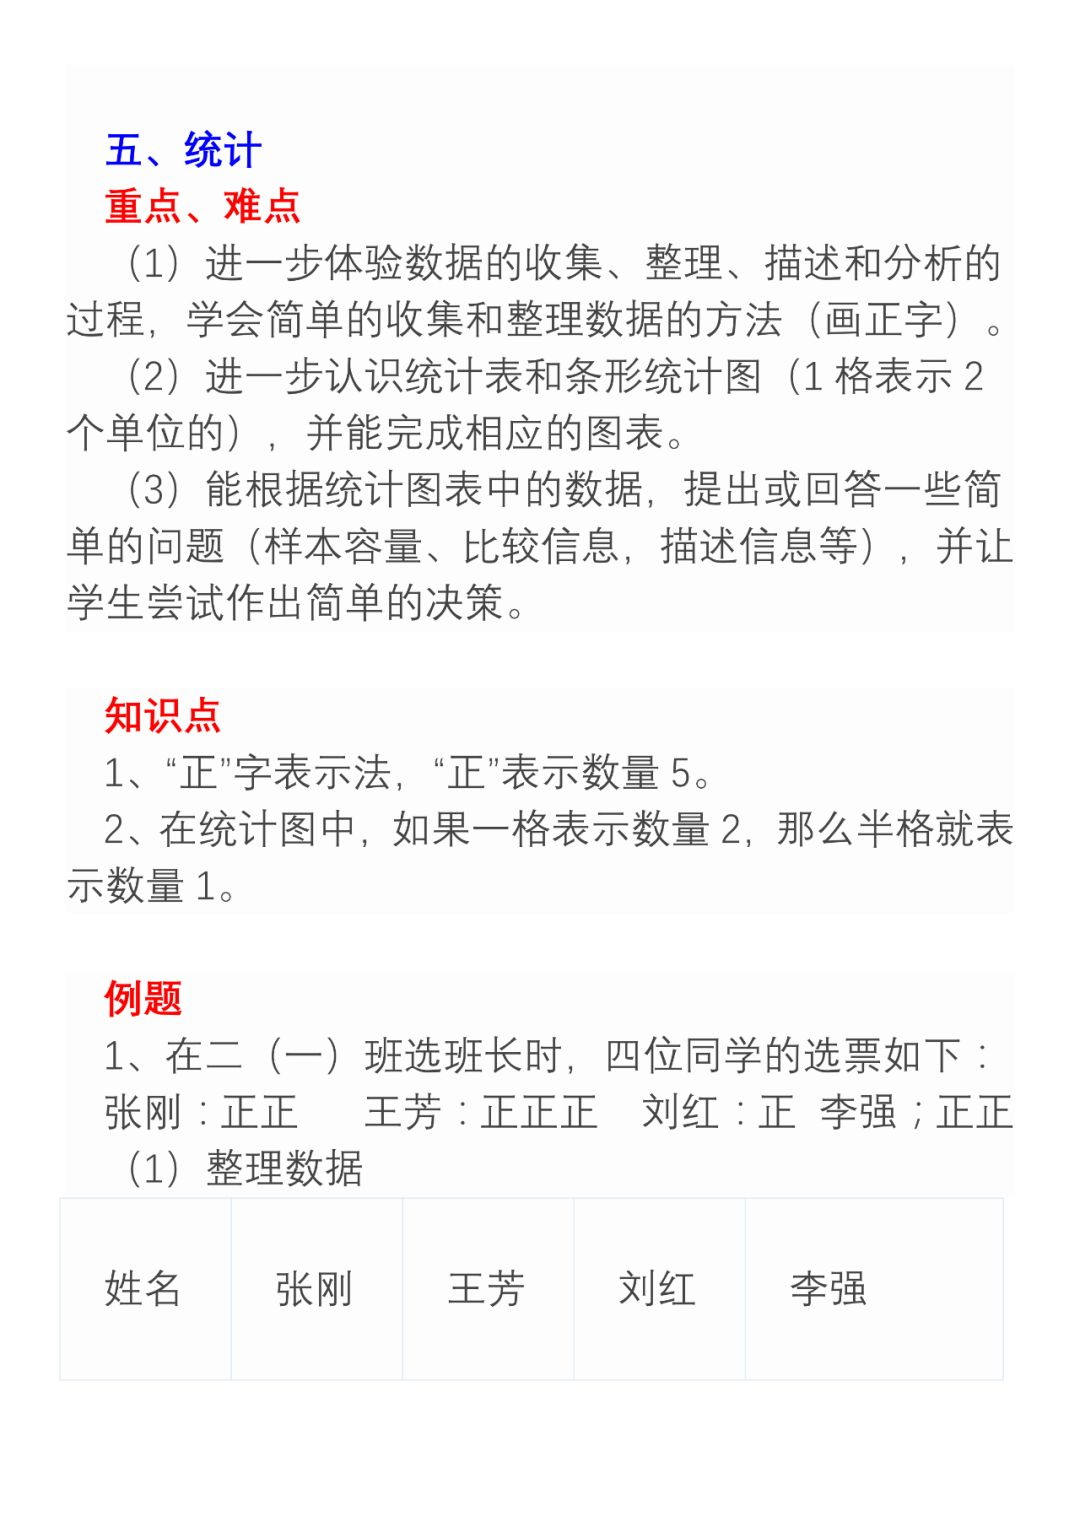 五、统计
重点、难点
（1）进一步体验数据的收集、整理、描述和分析的
过程，学会简单的收集和整理数据的方法（画正字）。
（2）进一步认识统计表和条形统计图（1 格表示 2
个单位的），并能完成相应的图表。
（3）能根据统计图表中的数据，提出或回答一些简
单的问题（样本容量、比较信息，描述信息等），并让
学生尝试作出简单的决策。
知识点
1、“正”字表示法，“正”表示数量 5。
2、在统计图中，如果一格表示数量 2，那么半格就表
示数量 1。
例题
1、在二（一）班选班长时，四位同学的选票如下：
张刚：正正 王芳：正正正 刘红：正 李强；正正
（1）整理数据
姓名 张刚 王芳 刘红 李强